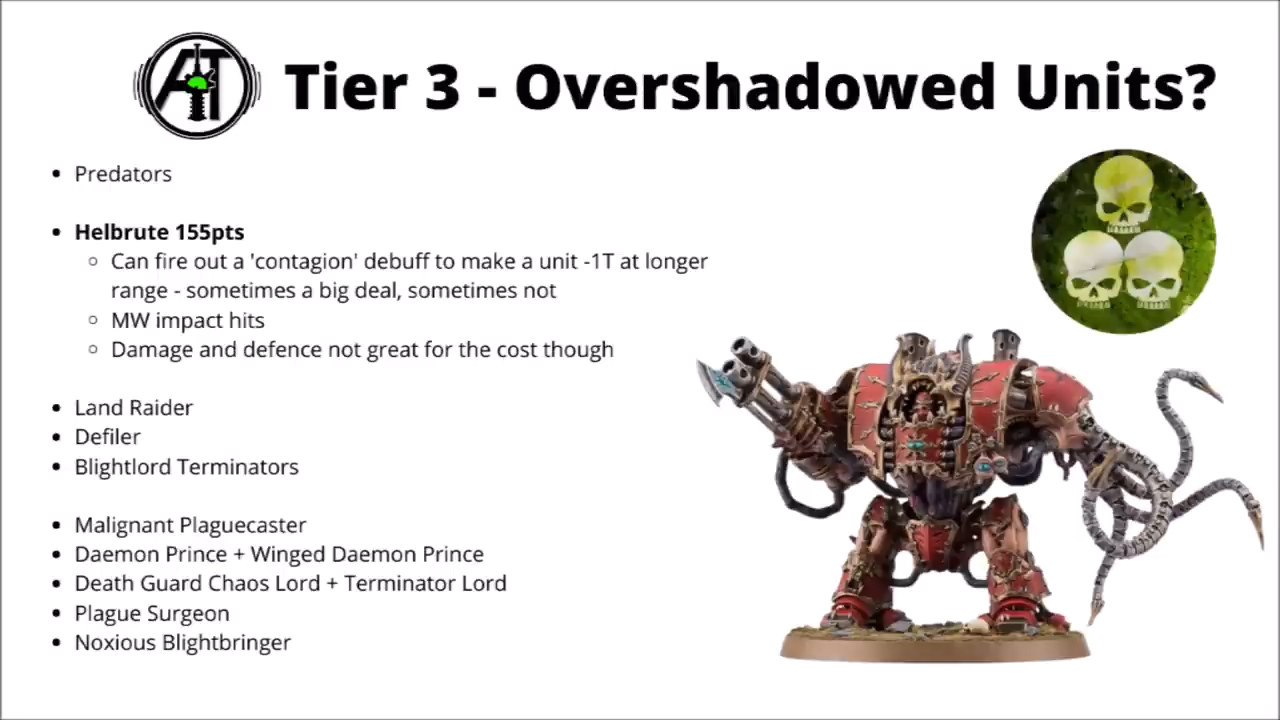 AT
Tier 3 - Overshadowed Units?
• Predators
• Helbrute 155pts
○ Can fire out a 'contagion' debuff to make a unit -1T at longer
range - sometimes a big deal, sometimes not
○ MW impact hits
○ Damage and defence not great for the cost though
• Land Raider
• Defiler
• Blightlord Terminators
• Malignant Plaguecaster
• Daemon Prince + Winged Daemon Prince
• Death Guard Chaos Lord + Terminator Lord
• Plague Surgeon
• Noxious Blightbringer